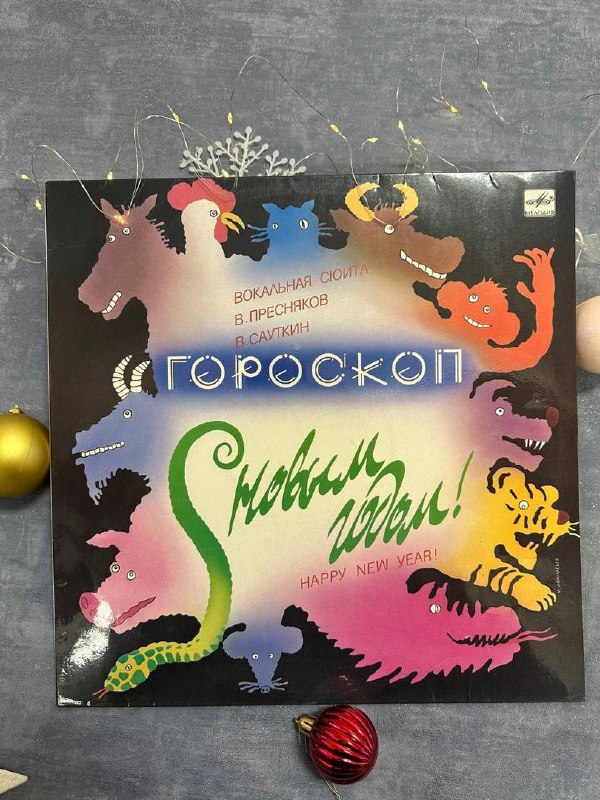 МЕЛОДИЯ
ВОКАЛЬНАЯ СЮИТА
В. ПРЕСНЯКОВ
В САУТКИН
ГОРОСКОП
С новым
годом!
HAPPY NEW YEAR!